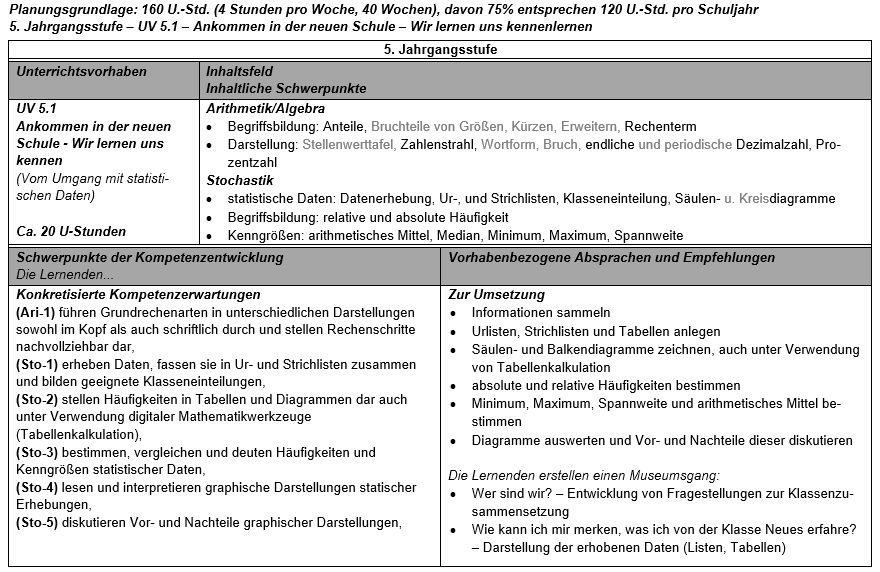 Planungsgrundlage: 160 U.-Std. (4 Stunden pro Woche, 40 Wochen), davon 75% entsprechen 120 U.-Std. pro Schuljahr
5. Jahrgangsstufe – UV 5.1 – Ankommen in der neuen Schule – Wir lernen uns kennenlernen
5. Jahrgangsstufe
Unterrichtsvorhaben
Inhaltsfeld
Inhaltliche Schwerpunkte
UV 5.1
Ankommen in der neuen
Schule - Wir lernen uns
kennen
(Vom Umgang mit statisti-
schen Daten)
Ca. 20 U-Stunden
Arithmetik/Algebra
• Begriffsbildung: Anteile, Bruchteile von Größen, Kürzen, Erweitern, Rechenterm
• Darstellung: Stellenwerttafel, Zahlenstrahl, Wortform, Bruch, endliche und periodische Dezimalzahl, Pro-
zentzahl
Stochastik
• statistische Daten: Datenerhebung, Ur-, und Strichlisten, Klasseneinteilung, Säulen- u. Kreisdiagramme
• Begriffsbildung: relative und absolute Häufigkeit
• Kenngrößen: arithmetisches Mittel, Median, Minimum, Maximum, Spannweite
Schwerpunkte der Kompetenzentwicklung
Die Lernenden...
Vorhabenbezogene Absprachen und Empfehlungen
Konkretisierte Kompetenzerwartungen
(Ari-1) führen Grundrechenarten in unterschiedlichen Darstellungen
sowohl im Kopf als auch schriftlich durch und stellen Rechenschritte
nachvollziehbar dar,
(Sto-1) erheben Daten, fassen sie in Ur- und Strichlisten zusammen
und bilden geeignete Klasseneinteilungen,
(Sto-2) stellen Häufigkeiten in Tabellen und Diagrammen dar auch
unter Verwendung digitaler Mathematikwerkzeuge
(Tabellenkalkulation),
(Sto-3) bestimmen, vergleichen und deuten Häufigkeiten und
Kenngrößen statistischer Daten,
(Sto-4) lesen und interpretieren graphische Darstellungen statischer
Erhebungen,
(Sto-5) diskutieren Vor- und Nachteile graphischer Darstellungen,
Zur Umsetzung
• Informationen sammeln
• Urlisten, Strichlisten und Tabellen anlegen
• Säulen- und Balkendiagramme zeichnen, auch unter Verwendung
von Tabellenkalkulation
• absolute und relative Häufigkeiten bestimmen
• Minimum, Maximum, Spannweite und arithmetisches Mittel be-
stimmen
• Diagramme auswerten und Vor- und Nachteile dieser diskutieren
Die Lernenden erstellen einen Museumsgang:
• Wer sind wir? – Entwicklung von Fragestellungen zur Klassenzu-
sammensetzung
• Wie kann ich mir merken, was ich von der Klasse Neues erfahre?
– Darstellung der erhobenen Daten (Listen, Tabellen)